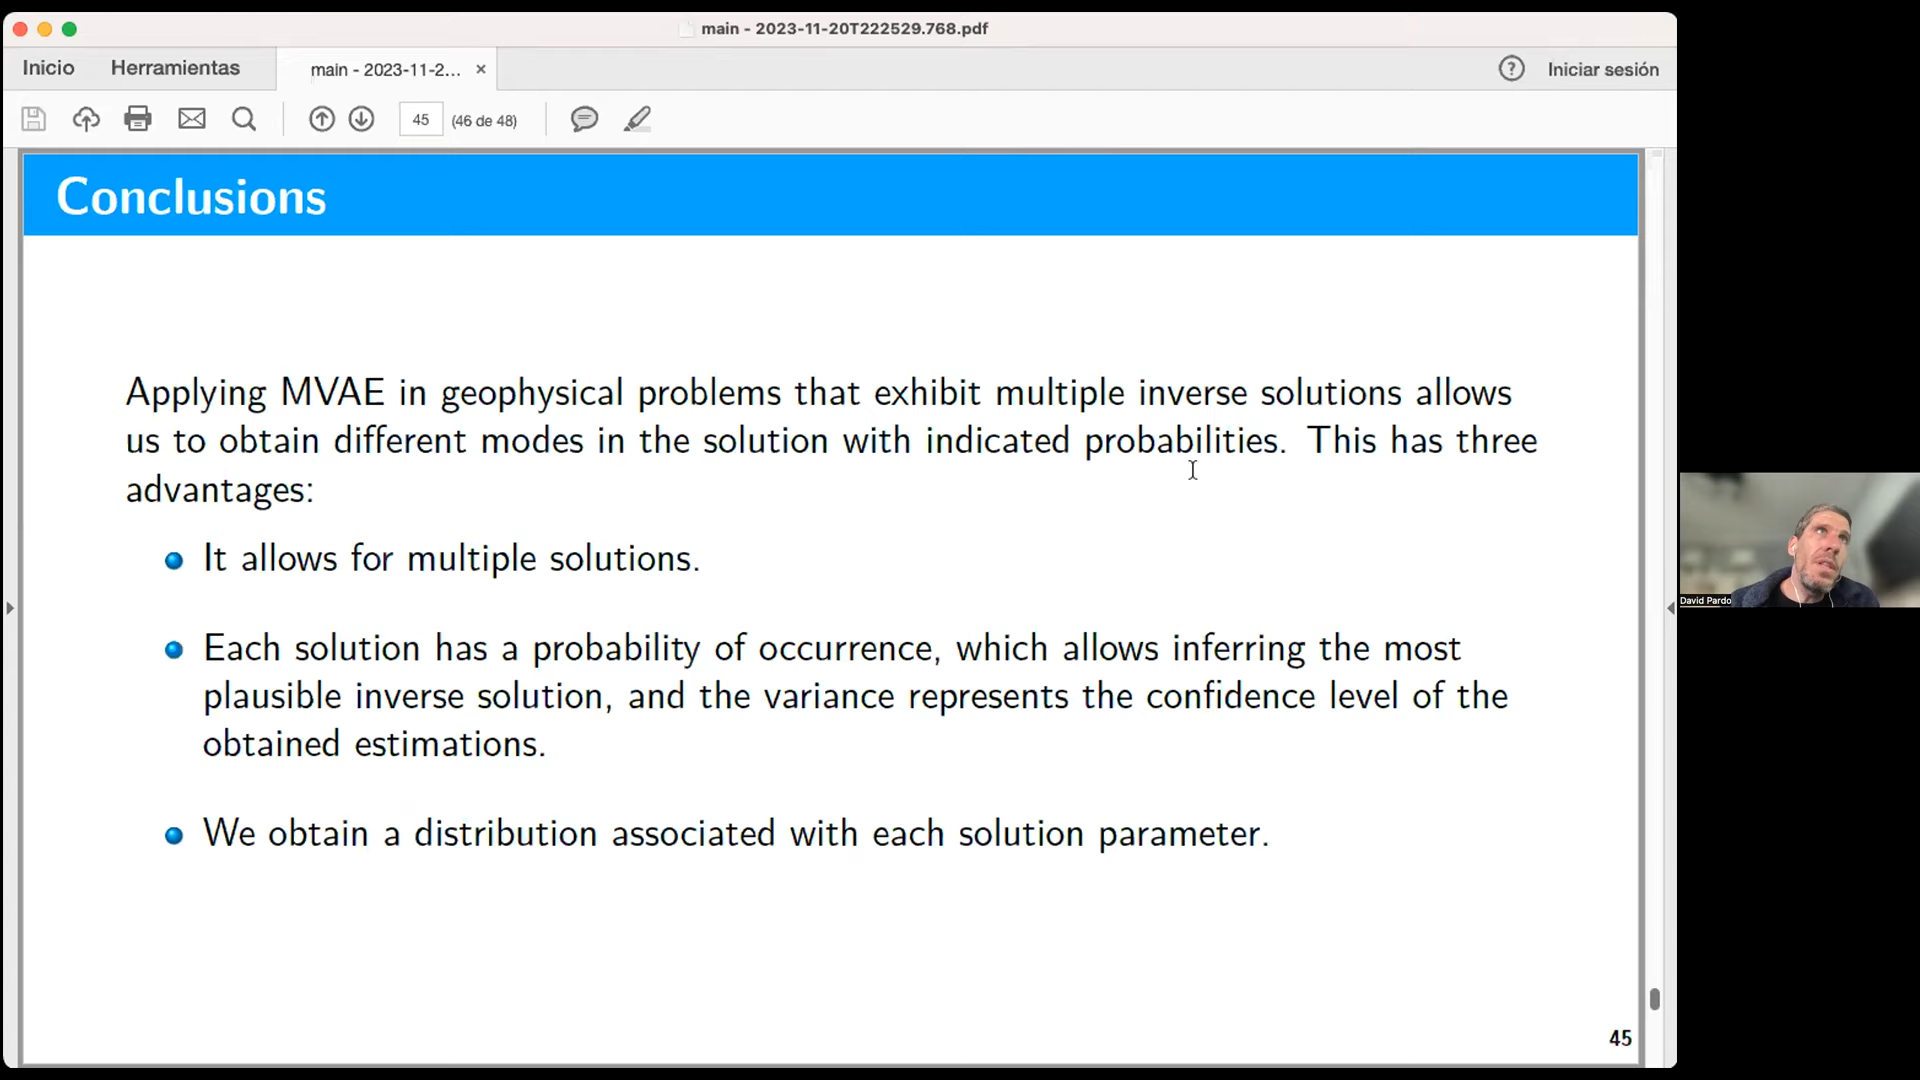 main - 2023-11-20T222529.768.pdf
Inicio Herramientas main - 2023-11-2... × ? Iniciar sesión
45 (46 de 48)
Conclusions
Applying MVAE in geophysical problems that exhibit multiple inverse solutions allows
us to obtain different modes in the solution with indicated probabilities. This has three
advantages:
It allows for multiple solutions.
Each solution has a probability of occurrence, which allows inferring the most
plausible inverse solution, and the variance represents the confidence level of the
obtained estimations.
We obtain a distribution associated with each solution parameter.
45
David Pardo